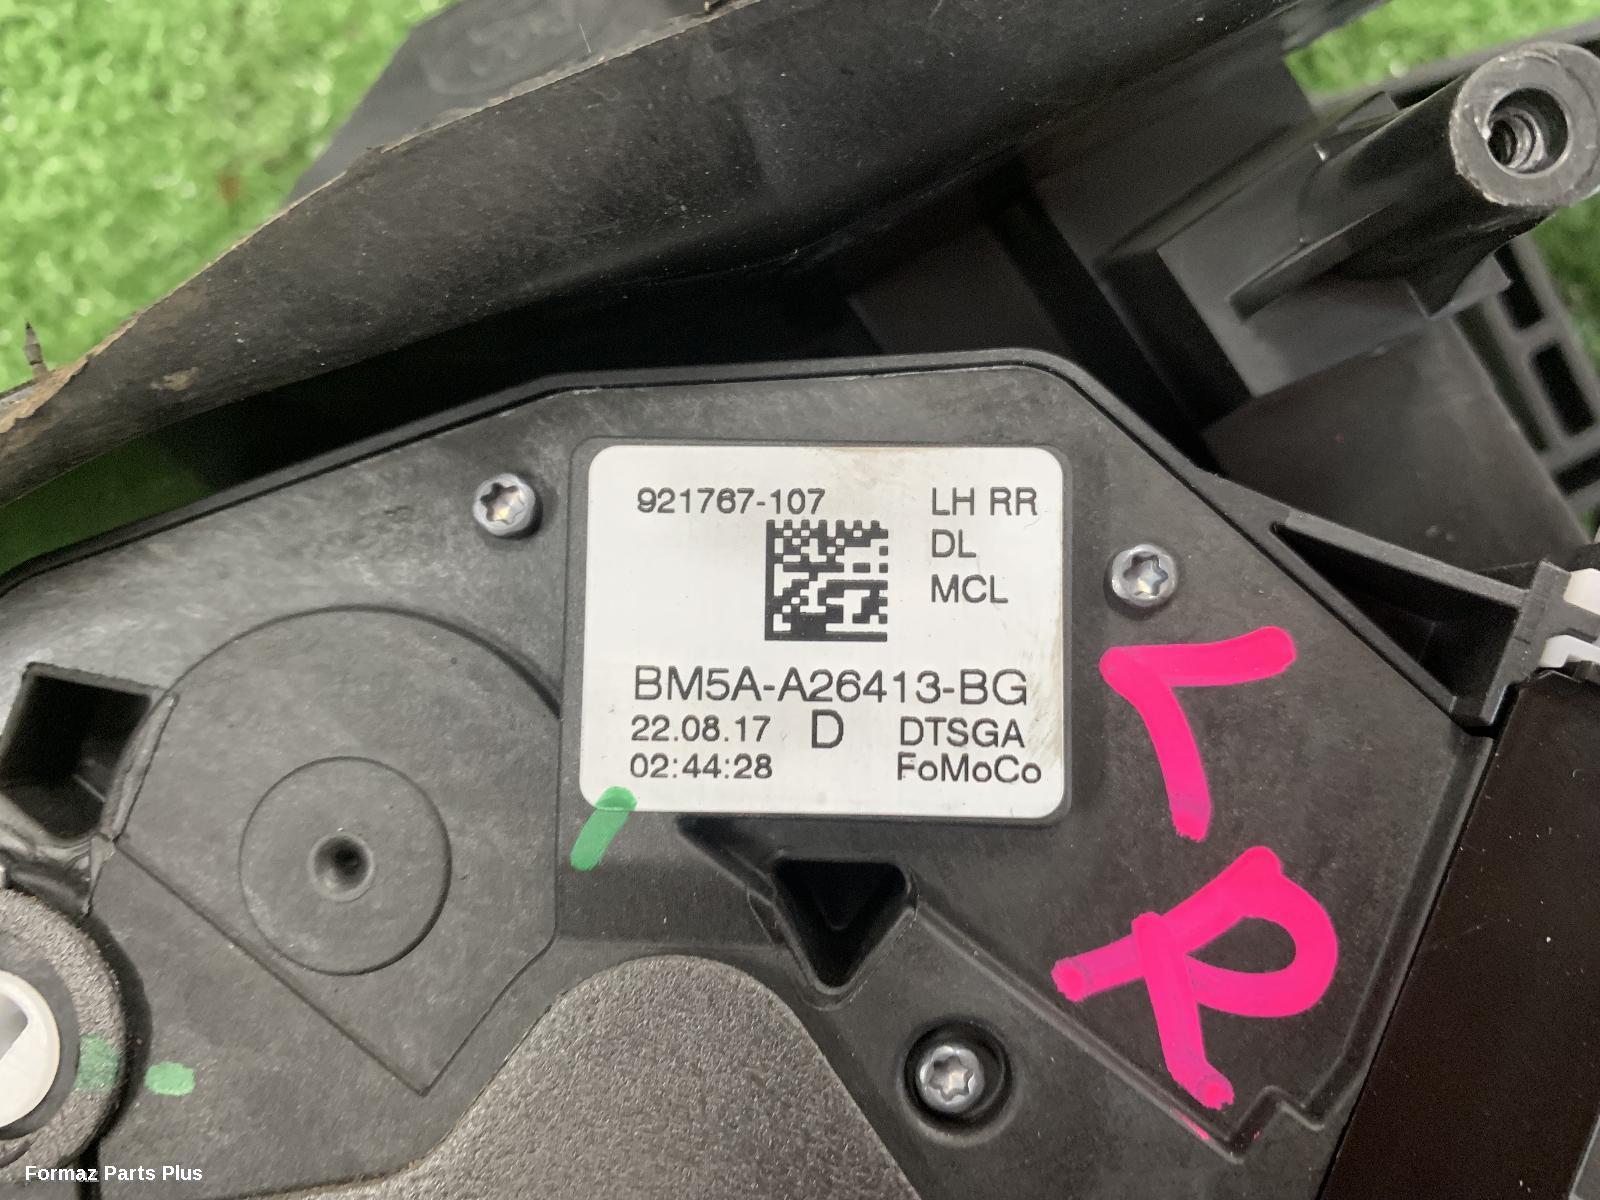 921767-107 LH RR
DL
MCL
BM5A-A26413-BG
22.08.17 D DTSGA
02:44:28 FoMoCo
LR
Formaz Parts Plus